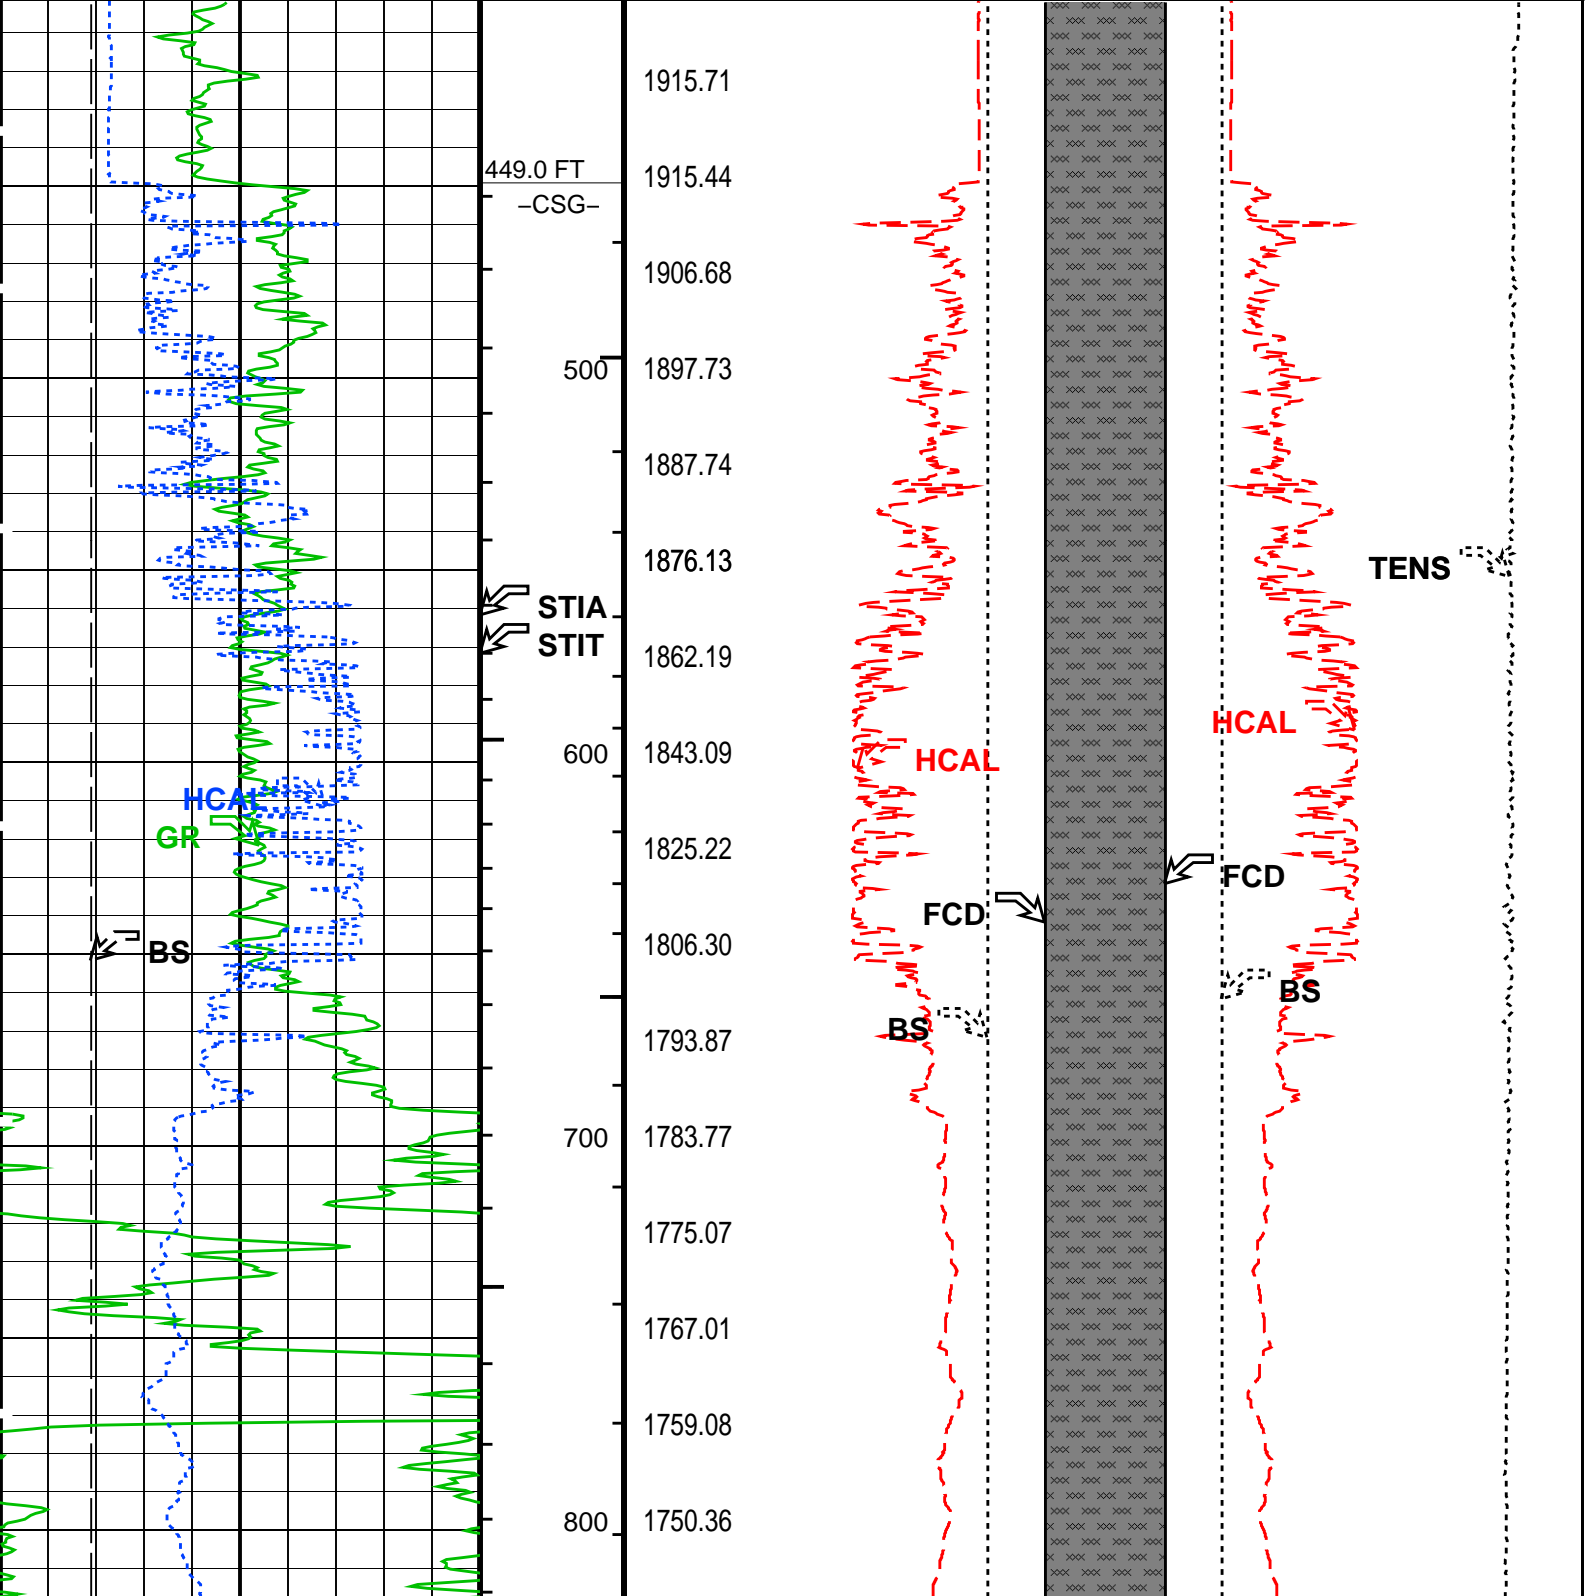 1915.71
449.0 FT
1915.44
–CSG–
1906.68
500
1897.73
1887.74
1876.13
TENS
STIA
STIT
1862.19
HCAL
600
1843.09
HCAL
HCAL
GR
1825.22
FCD
FCD
BS
1806.30
BS
BS
1793.87
700
1783.77
1775.07
1767.01
1759.08
800
1750.36